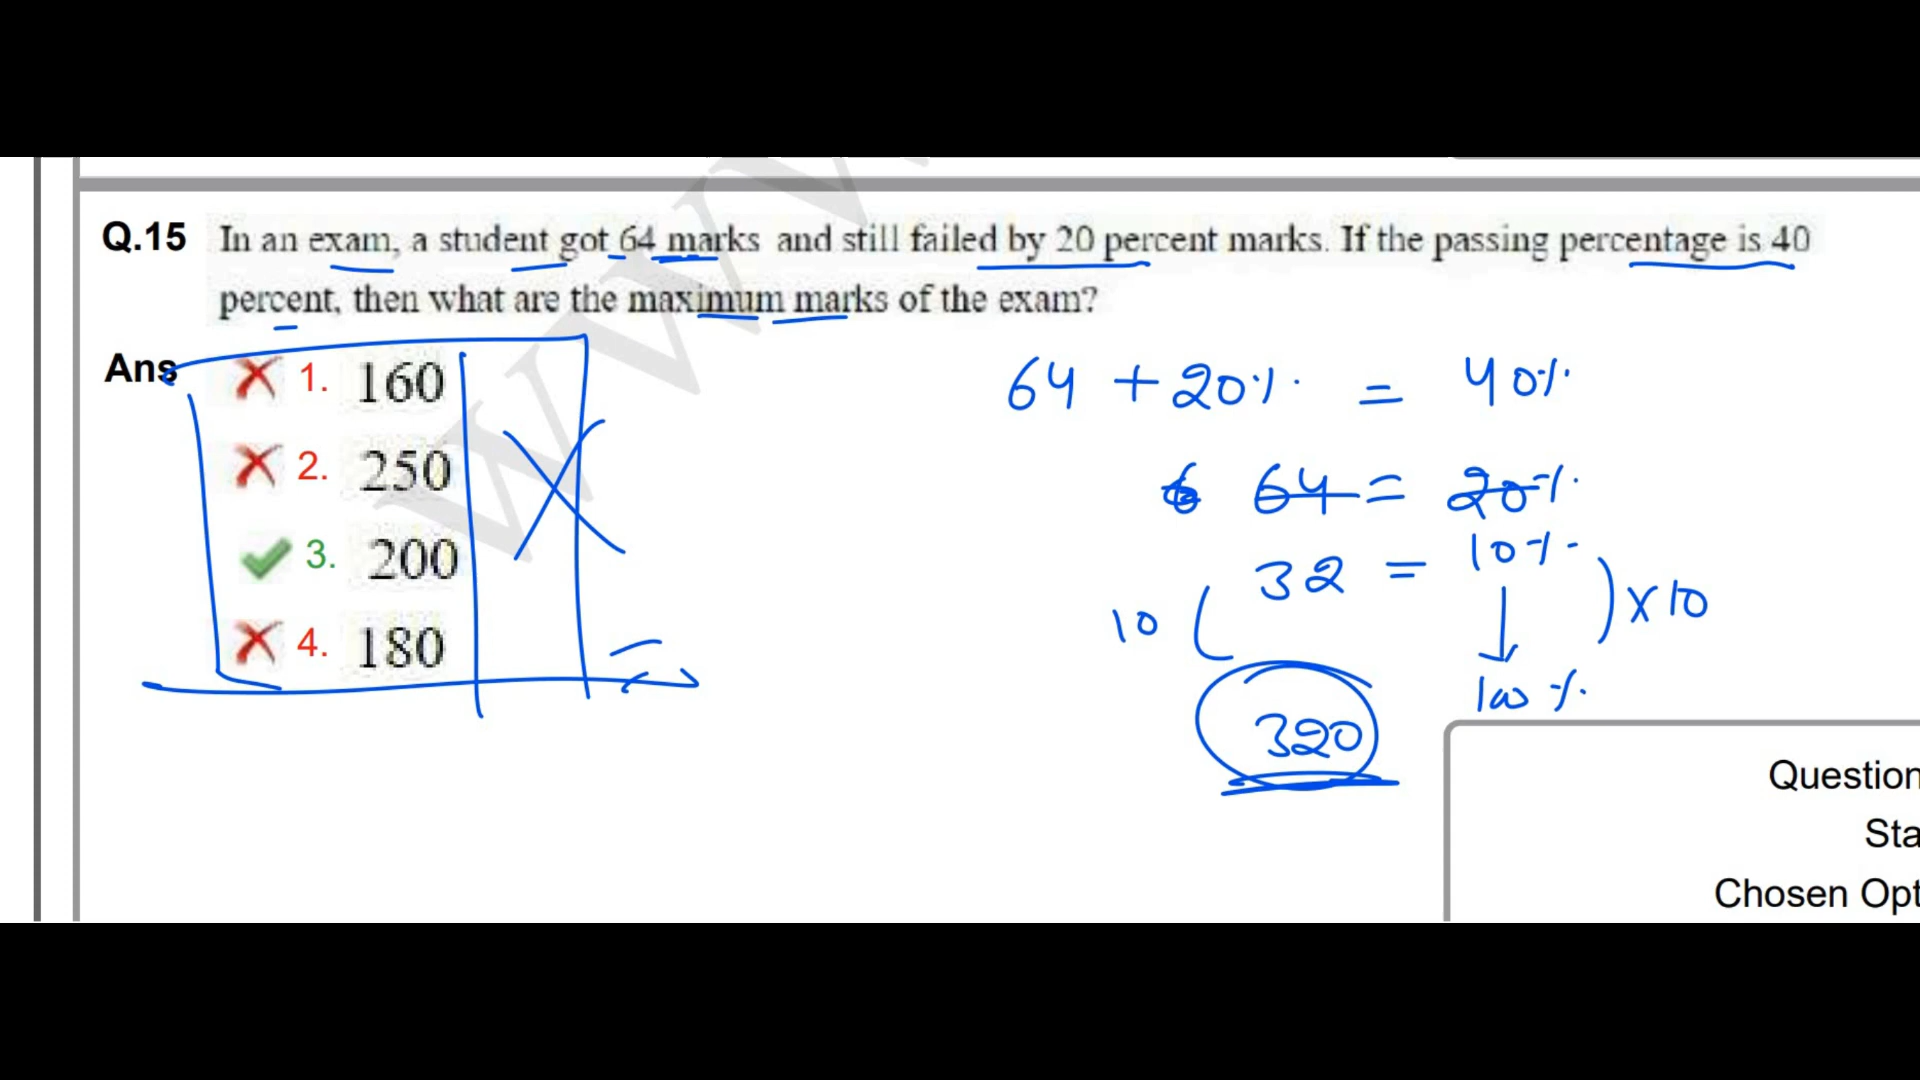 Q.15 In an exam, a student got 64 marks and still failed by 20 percent marks. If the passing percentage is 40
percent, then what are the maximum marks of the exam?
Ans 1. 160
2. 250
3. 200
4. 180
64 + 20% = 40%
64 = 20%
32 = 10%
10 ×10
100%
320
Question
Sta
Chosen Opt
www